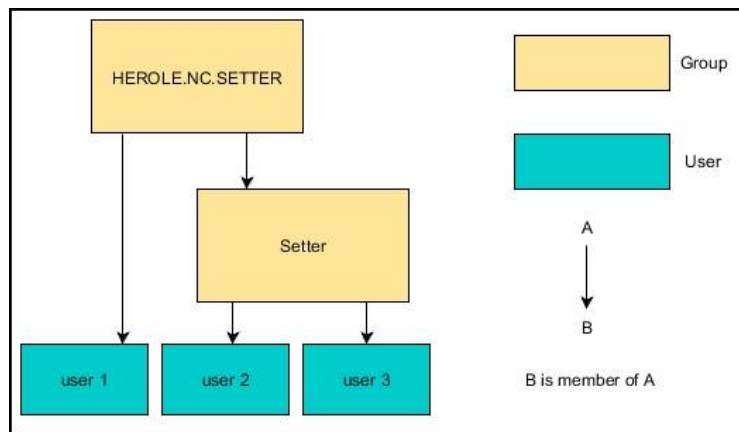 HEROLE.NC.SETTER
Group
User
Setter
A
B
user 1
user 2
user 3
B is member of A